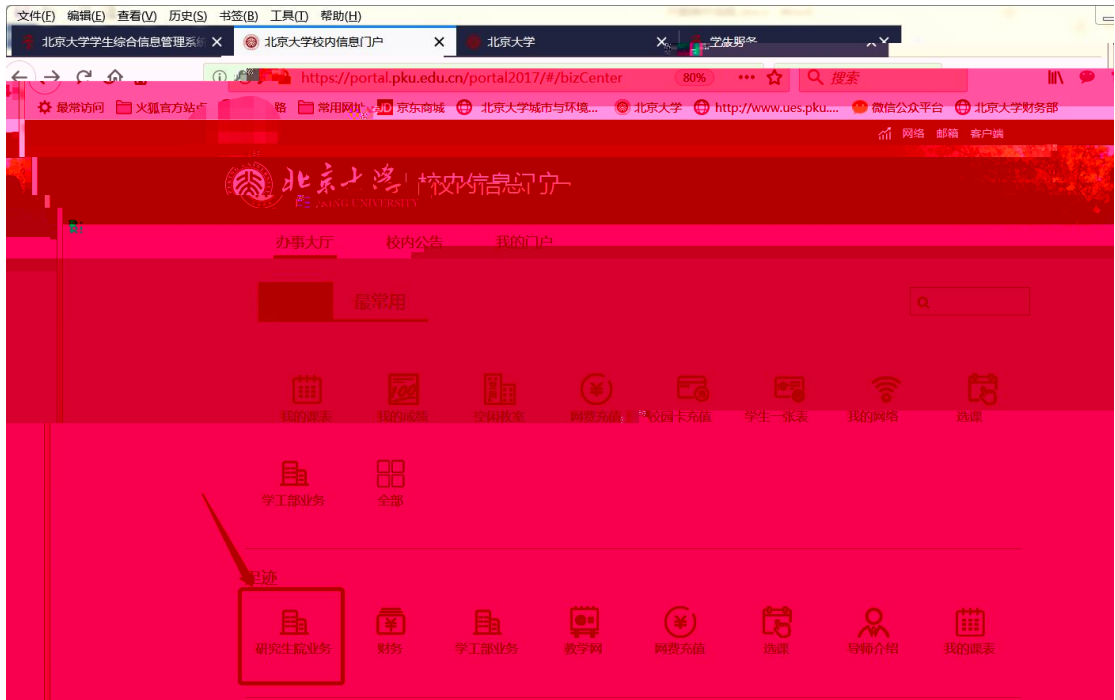 文件(F) 编辑(E) 查看(V) 历史(S) 书签(B) 工具(T) 帮助(H)
北京大学学生综合信息管理系统 北京大学校内信息门户 北京大学
https://portal.pku.edu.cn/portal2017/#/bizCenter 80% 搜索
最常访问 火狐官方站点 常用网址 京东商城 北京大学城市与环境... 北京大学 http://www.ues.pku.... 微信公众平台 北京大学财务部
网络 邮箱 客户端
北京大学 校内信息门户
PEKING UNIVERSITY
办事大厅 校内公告 我的门户
最常用
我的课表 我的成绩 空闲教室 网费充值 校园卡充值 学生一张表 我的网络 选课
学工部业务 全部
足迹
研究生院业务 财务 学工部业务 教学网 网费充值 选课 导师介绍 我的课表